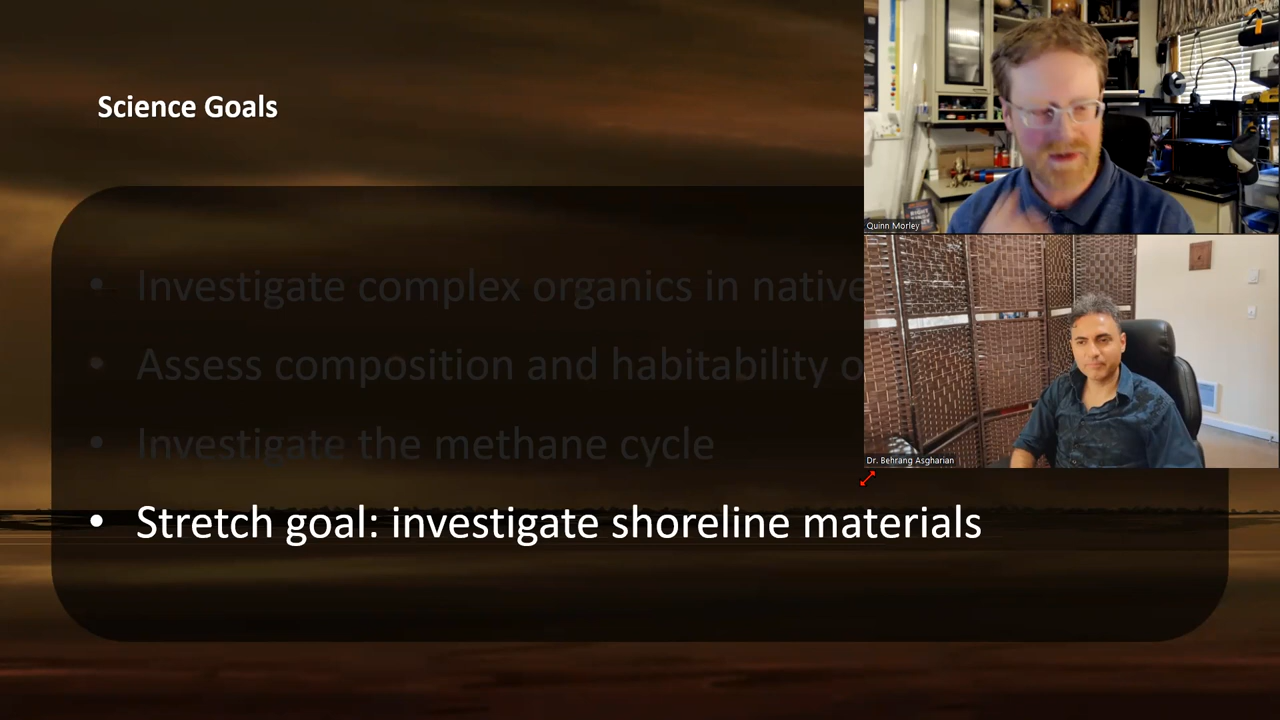 Science Goals
• Investigate complex organics in native
• Assess composition and habitability o
• Investigate the methane cycle
• Stretch goal: investigate shoreline materials
Quinn Morley
Dr. Behrang Asgharian